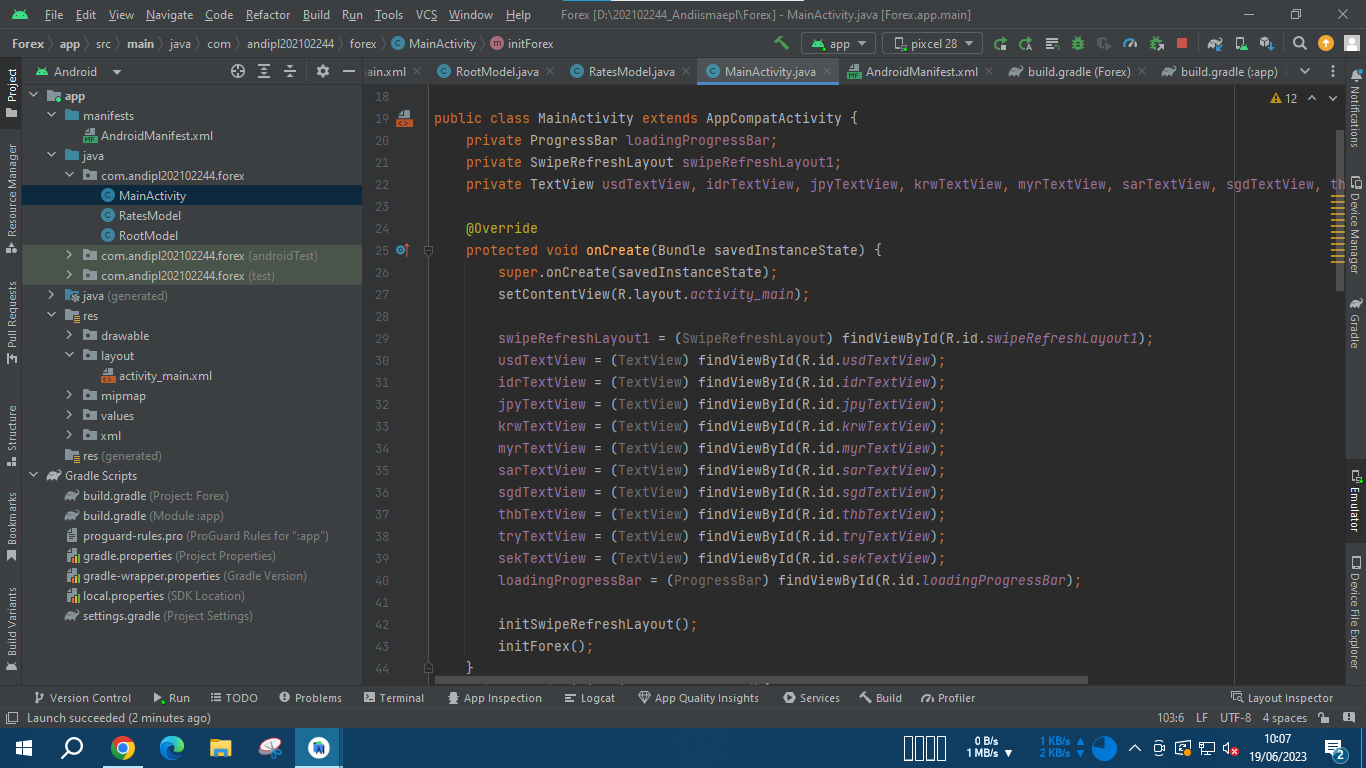 File Edit View Navigate Code Refactor Build Run Tools VCS Window Help Forex [D:\202102244_Andiismaepl\Forex] - MainActivity.java [Forex.app.main]
Forex app src main java com andipl202102244 forex MainActivity initForex app pixcel 28
Android
ain.xml RootModel.java RatesModel.java MainActivity.java AndroidManifest.xml build.gradle (Forex) build.gradle (:app)
Project
Resource Manager
Pull Requests
Structure
Bookmarks
Build Variants
app
manifests
AndroidManifest.xml
java
com.andipl202102244.forex
MainActivity
RatesModel
RootModel
com.andipl202102244.forex (androidTest)
com.andipl202102244.forex (test)
java (generated)
res
drawable
layout
activity_main.xml
mipmap
values
xml
res (generated)
Gradle Scripts
build.gradle (Project: Forex)
build.gradle (Module :app)
proguard-rules.pro (ProGuard Rules for ":app")
gradle.properties (Project Properties)
gradle-wrapper.properties (Gradle Version)
local.properties (SDK Location)
settings.gradle (Project Settings)
12
18
19 public class MainActivity extends AppCompatActivity {
20 private ProgressBar loadingProgressBar;
21 private SwipeRefreshLayout swipeRefreshLayout1;
22 private TextView usdTextView, idrTextView, jpyTextView, krwTextView, myrTextView, sarTextView, sgdTextView, th
23
24 @Override
25 protected void onCreate(Bundle savedInstanceState) {
26 super.onCreate(savedInstanceState);
27 setContentView(R.layout.activity_main);
28
29 swipeRefreshLayout1 = (SwipeRefreshLayout) findViewById(R.id.swipeRefreshLayout1);
30 usdTextView = (TextView) findViewById(R.id.usdTextView);
31 idrTextView = (TextView) findViewById(R.id.idrTextView);
32 jpyTextView = (TextView) findViewById(R.id.jpyTextView);
33 krwTextView = (TextView) findViewById(R.id.krwTextView);
34 myrTextView = (TextView) findViewById(R.id.myrTextView);
35 sarTextView = (TextView) findViewById(R.id.sarTextView);
36 sgdTextView = (TextView) findViewById(R.id.sgdTextView);
37 thbTextView = (TextView) findViewById(R.id.thbTextView);
38 tryTextView = (TextView) findViewById(R.id.tryTextView);
39 sekTextView = (TextView) findViewById(R.id.sekTextView);
40 loadingProgressBar = (ProgressBar) findViewById(R.id.loadingProgressBar);
41
42 initSwipeRefreshLayout();
43 initForex();
44 }
Notifications
Device Manager
Gradle
Emulator
Device File Explorer
Version Control Run TODO Problems Terminal App Inspection Logcat App Quality Insights Services Build Profiler Layout Inspector
Launch succeeded (2 minutes ago) 103:6 LF UTF-8 4 spaces
0 B/s 1 KB/s 10:07
1 MB/s 2 KB/s 19/06/2023 2